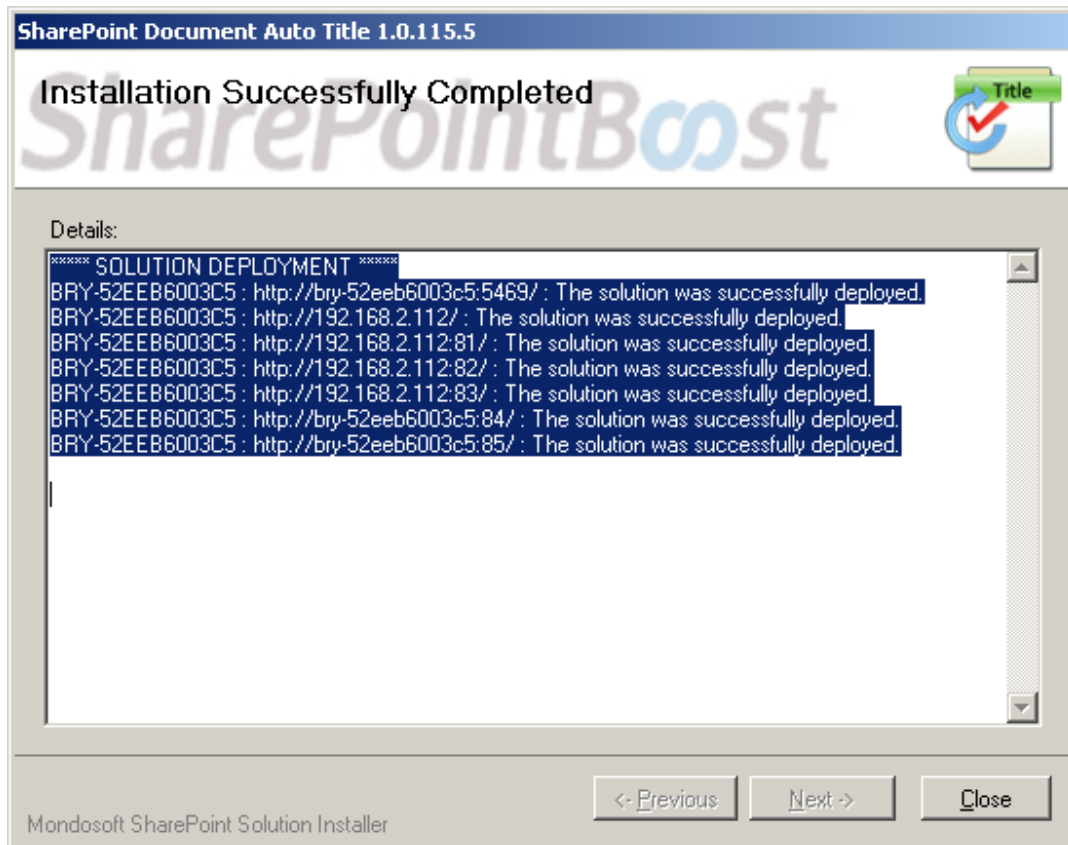 SharePoint Document Auto Title 1.0.115.5
Installation Successfully Completed
SharePointBoost
Title
Details:
***** SOLUTION DEPLOYMENT *****
BRY-52EEB6003C5 : http://bry-52eeb6003c5:5469/ : The solution was successfully deployed.
BRY-52EEB6003C5 : http://192.168.2.112/ : The solution was successfully deployed.
BRY-52EEB6003C5 : http://192.168.2.112:81/ : The solution was successfully deployed.
BRY-52EEB6003C5 : http://192.168.2.112:82/ : The solution was successfully deployed.
BRY-52EEB6003C5 : http://192.168.2.112:83/ : The solution was successfully deployed.
BRY-52EEB6003C5 : http://bry-52eeb6003c5:84/ : The solution was successfully deployed.
BRY-52EEB6003C5 : http://bry-52eeb6003c5:85/ : The solution was successfully deployed.
<- Previous
Next ->
Close
Mondosoft SharePoint Solution Installer